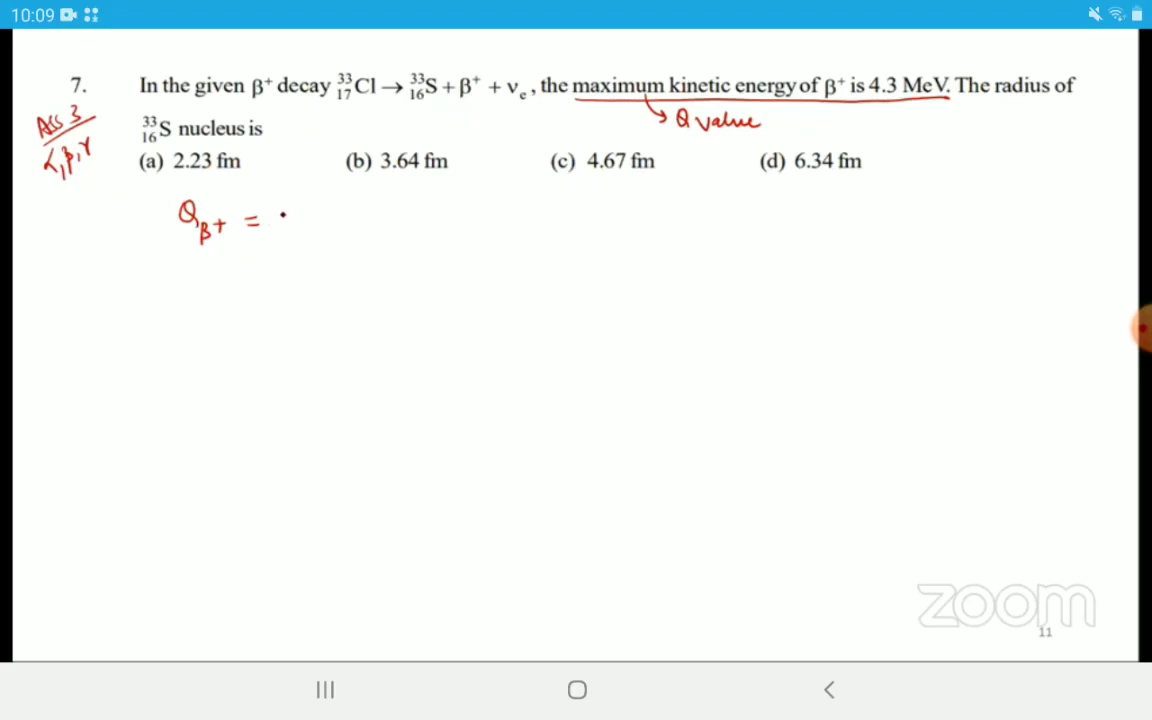 10:09
7. In the given β⁺ decay ³³₁₇Cl → ³³₁₆S + β⁺ + νₑ, the maximum kinetic energy of β⁺ is 4.3 MeV. The radius of
Ass 3
→ Q value
³³₁₆S nucleus is
α, β, γ
(a) 2.23 fm (b) 3.64 fm (c) 4.67 fm (d) 6.34 fm
Q_β+ =
zoom
11